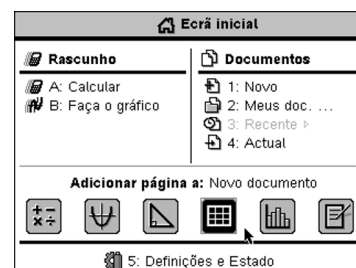 Ecrã inicial
Rascunho
A: Calcular
B: Faça o gráfico
Documentos
1: Novo
2: Meus doc. ...
3: Recente ▹
4: Actual
Adicionar página a: Novo documento
5: Definições e Estado